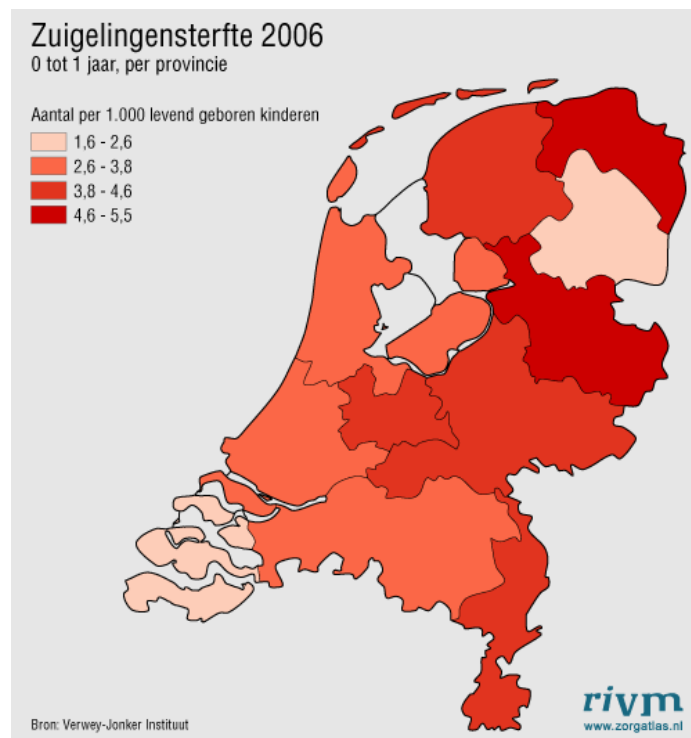 Zuigelingensterfte 2006
0 tot 1 jaar, per provincie
Aantal per 1.000 levend geboren kinderen
1,6 - 2,6
2,6 - 3,8
3,8 - 4,6
4,6 - 5,5
Bron: Verwey-Jonker Instituut
rivm
www.zorgatlas.nl